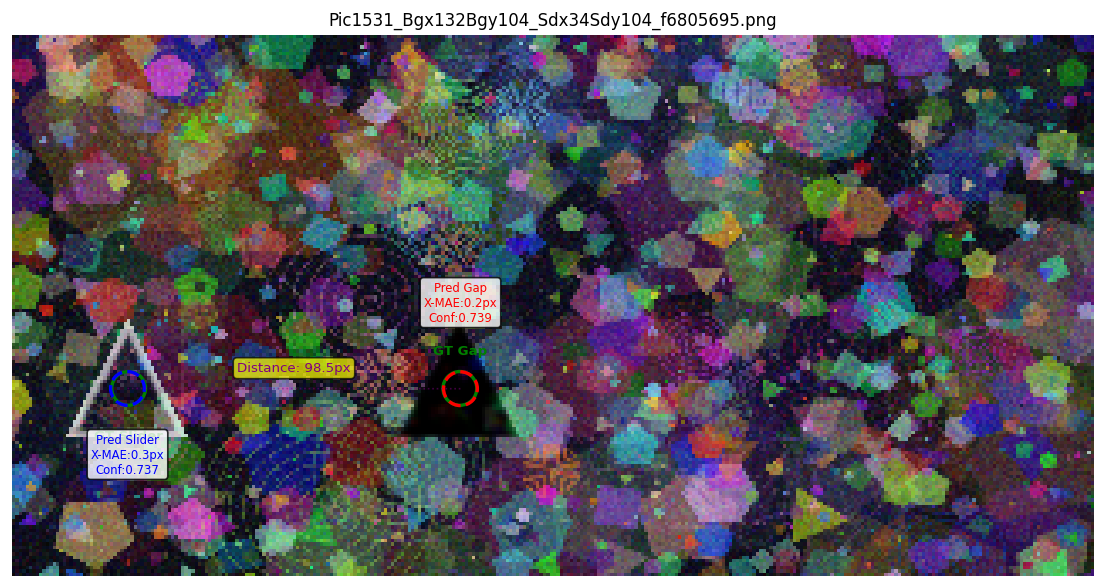 Pic1531_Bgx132Bgy104_Sdx34Sdy104_f6805695.png
Pred Gap
X-MAE:0.2px
Conf:0.739
GT Gap
Distance: 98.5px
Pred Slider
X-MAE:0.3px
Conf:0.737